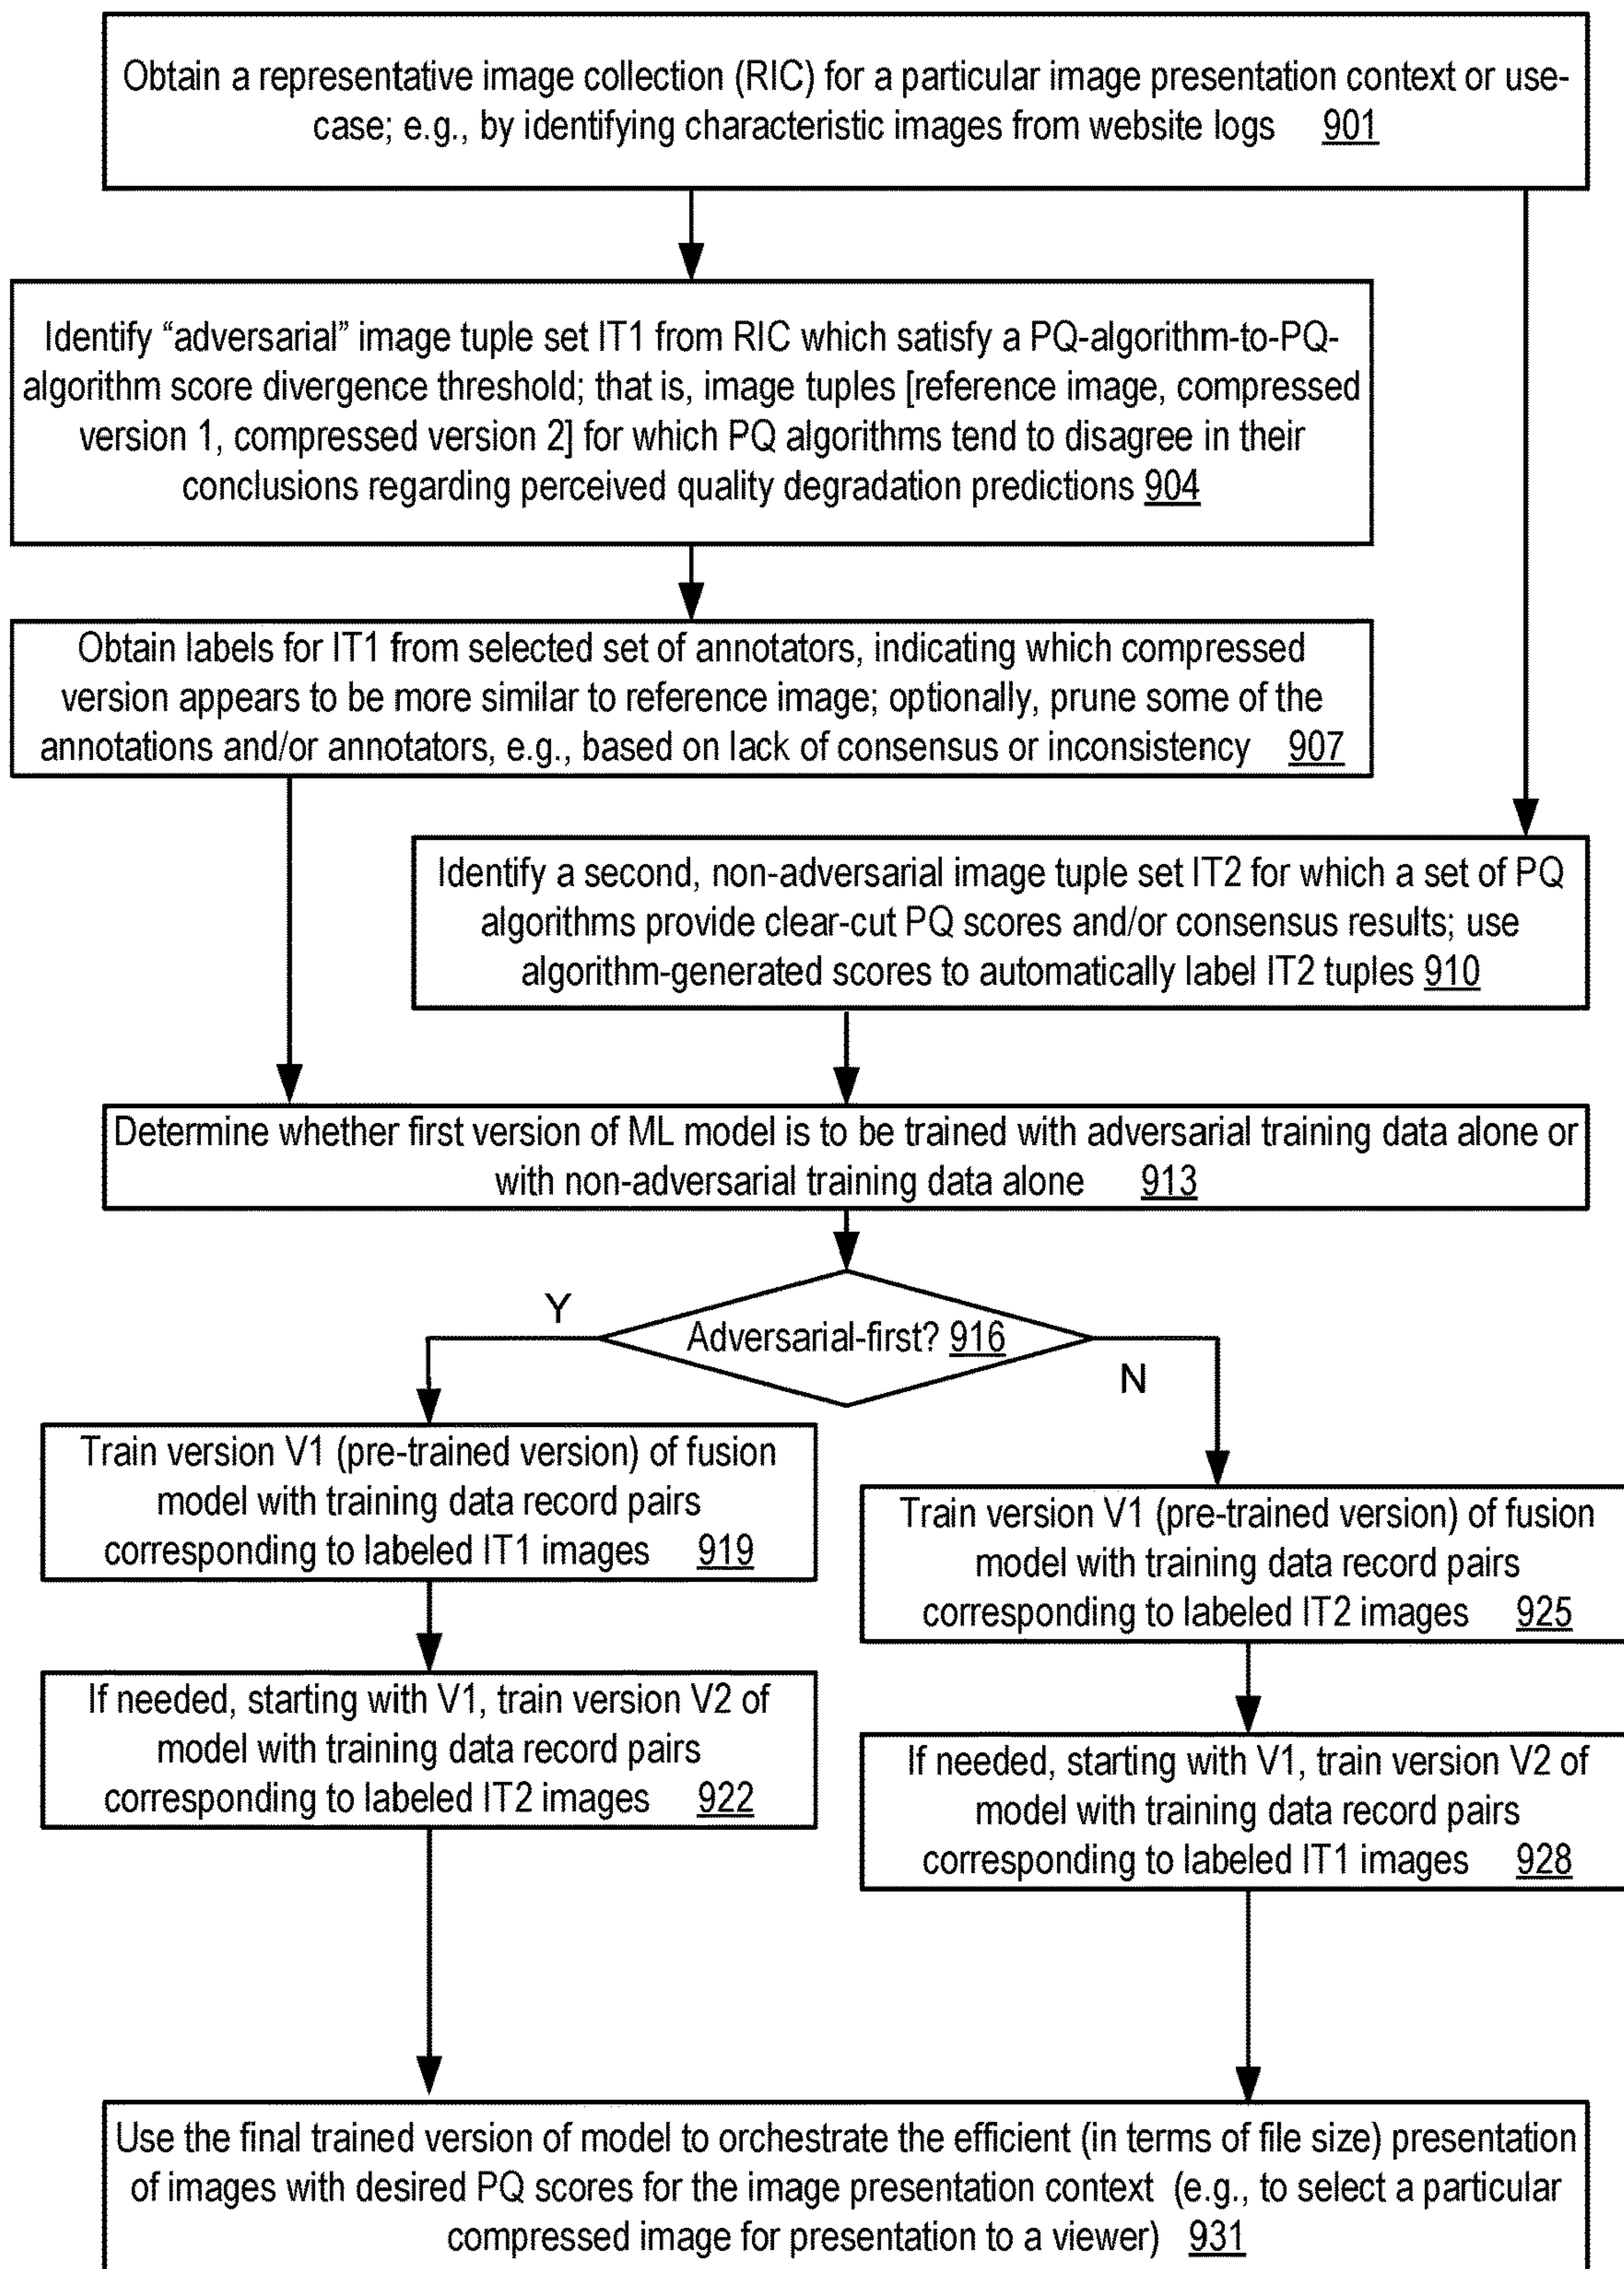 Obtain a representative image collection (RIC) for a particular image presentation context or use-
case; e.g., by identifying characteristic images from website logs 901
Identify “adversarial” image tuple set IT1 from RIC which satisfy a PQ-algorithm-to-PQ-
algorithm score divergence threshold; that is, image tuples [reference image, compressed
version 1, compressed version 2] for which PQ algorithms tend to disagree in their
conclusions regarding perceived quality degradation predictions 904
Obtain labels for IT1 from selected set of annotators, indicating which compressed
version appears to be more similar to reference image; optionally, prune some of the
annotations and/or annotators, e.g., based on lack of consensus or inconsistency 907
Identify a second, non-adversarial image tuple set IT2 for which a set of PQ
algorithms provide clear-cut PQ scores and/or consensus results; use
algorithm-generated scores to automatically label IT2 tuples 910
Determine whether first version of ML model is to be trained with adversarial training data alone or
with non-adversarial training data alone 913
Adversarial-first? 916
Y
N
Train version V1 (pre-trained version) of fusion
model with training data record pairs
corresponding to labeled IT1 images 919
If needed, starting with V1, train version V2 of
model with training data record pairs
corresponding to labeled IT2 images 922
Train version V1 (pre-trained version) of fusion
model with training data record pairs
corresponding to labeled IT2 images 925
If needed, starting with V1, train version V2 of
model with training data record pairs
corresponding to labeled IT1 images 928
Use the final trained version of model to orchestrate the efficient (in terms of file size) presentation
of images with desired PQ scores for the image presentation context (e.g., to select a particular
compressed image for presentation to a viewer) 931